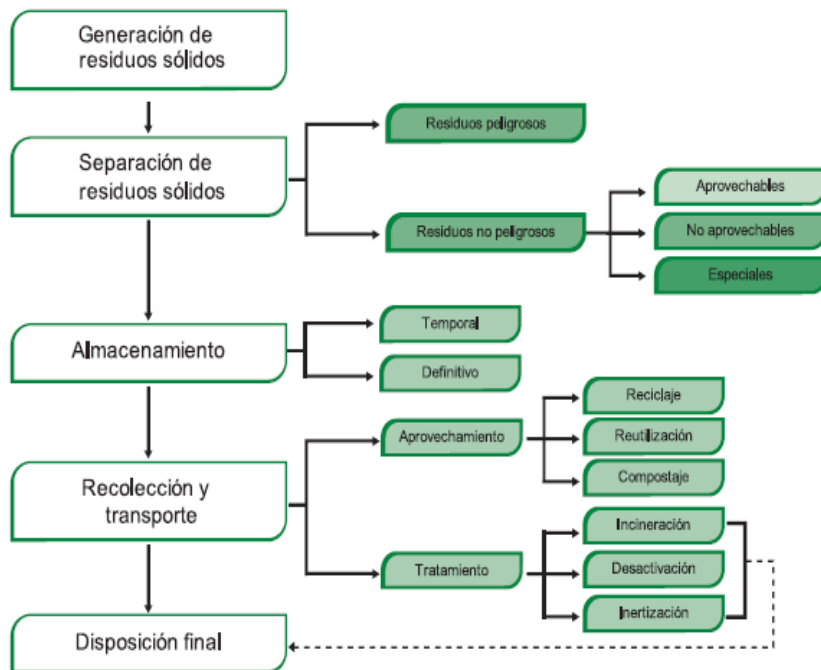 Generación de
residuos sólidos
Separación de
residuos sólidos
Residuos peligrosos
Residuos no peligrosos
Aprovechables
No aprovechables
Especiales
Almacenamiento
Temporal
Definitivo
Recolección y
transporte
Aprovechamiento
Reciclaje
Reutilización
Compostaje
Tratamiento
Incineración
Desactivación
Inertización
Disposición final